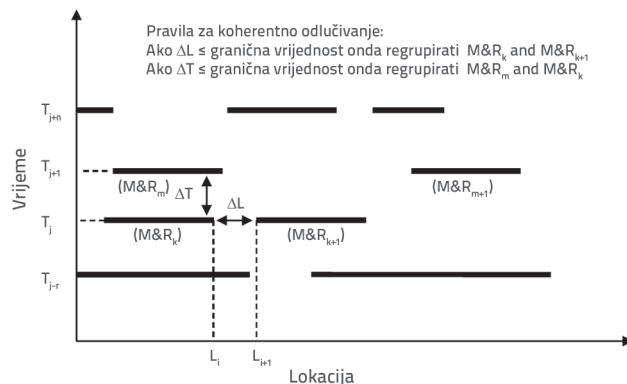 Pravila za koherentno odlučivanje:
Ako ΔL ≤ granična vrijednost onda regrupirati M&Rk and M&Rk+1
Ako ΔT ≤ granična vrijednost onda regrupirati M&Rm and M&Rk
Vrijeme
Tj+n
Tj+1
(M&Rm)
ΔT
(M&Rm+1)
ΔL
Tj
(M&Rk)
(M&Rk+1)
Tj-r
Li
Li+1
Lokacija